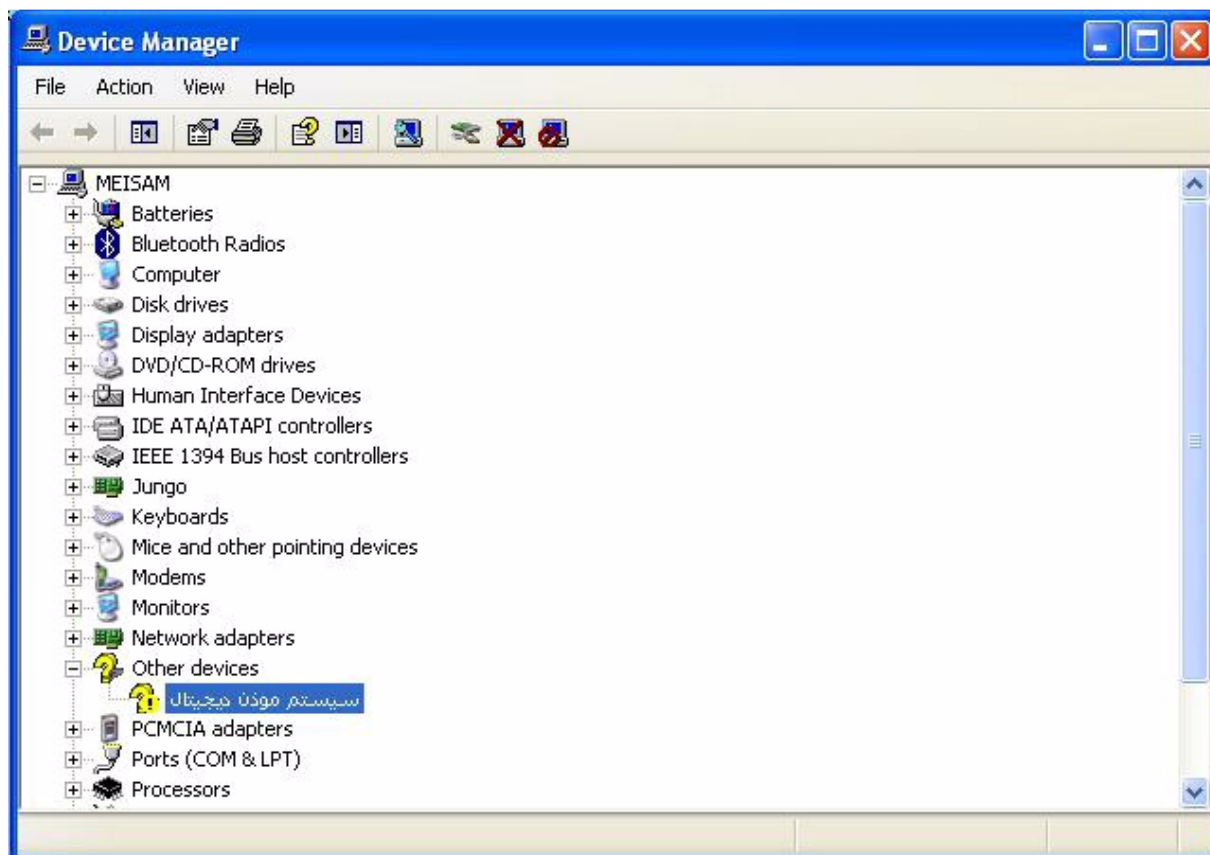 Device Manager
File Action View Help
MEISAM
Batteries
Bluetooth Radios
Computer
Disk drives
Display adapters
DVD/CD-ROM drives
Human Interface Devices
IDE ATA/ATAPI controllers
IEEE 1394 Bus host controllers
Jungo
Keyboards
Mice and other pointing devices
Modems
Monitors
Network adapters
Other devices
سیستم موذن دیجیتال
PCMCIA adapters
Ports (COM & LPT)
Processors